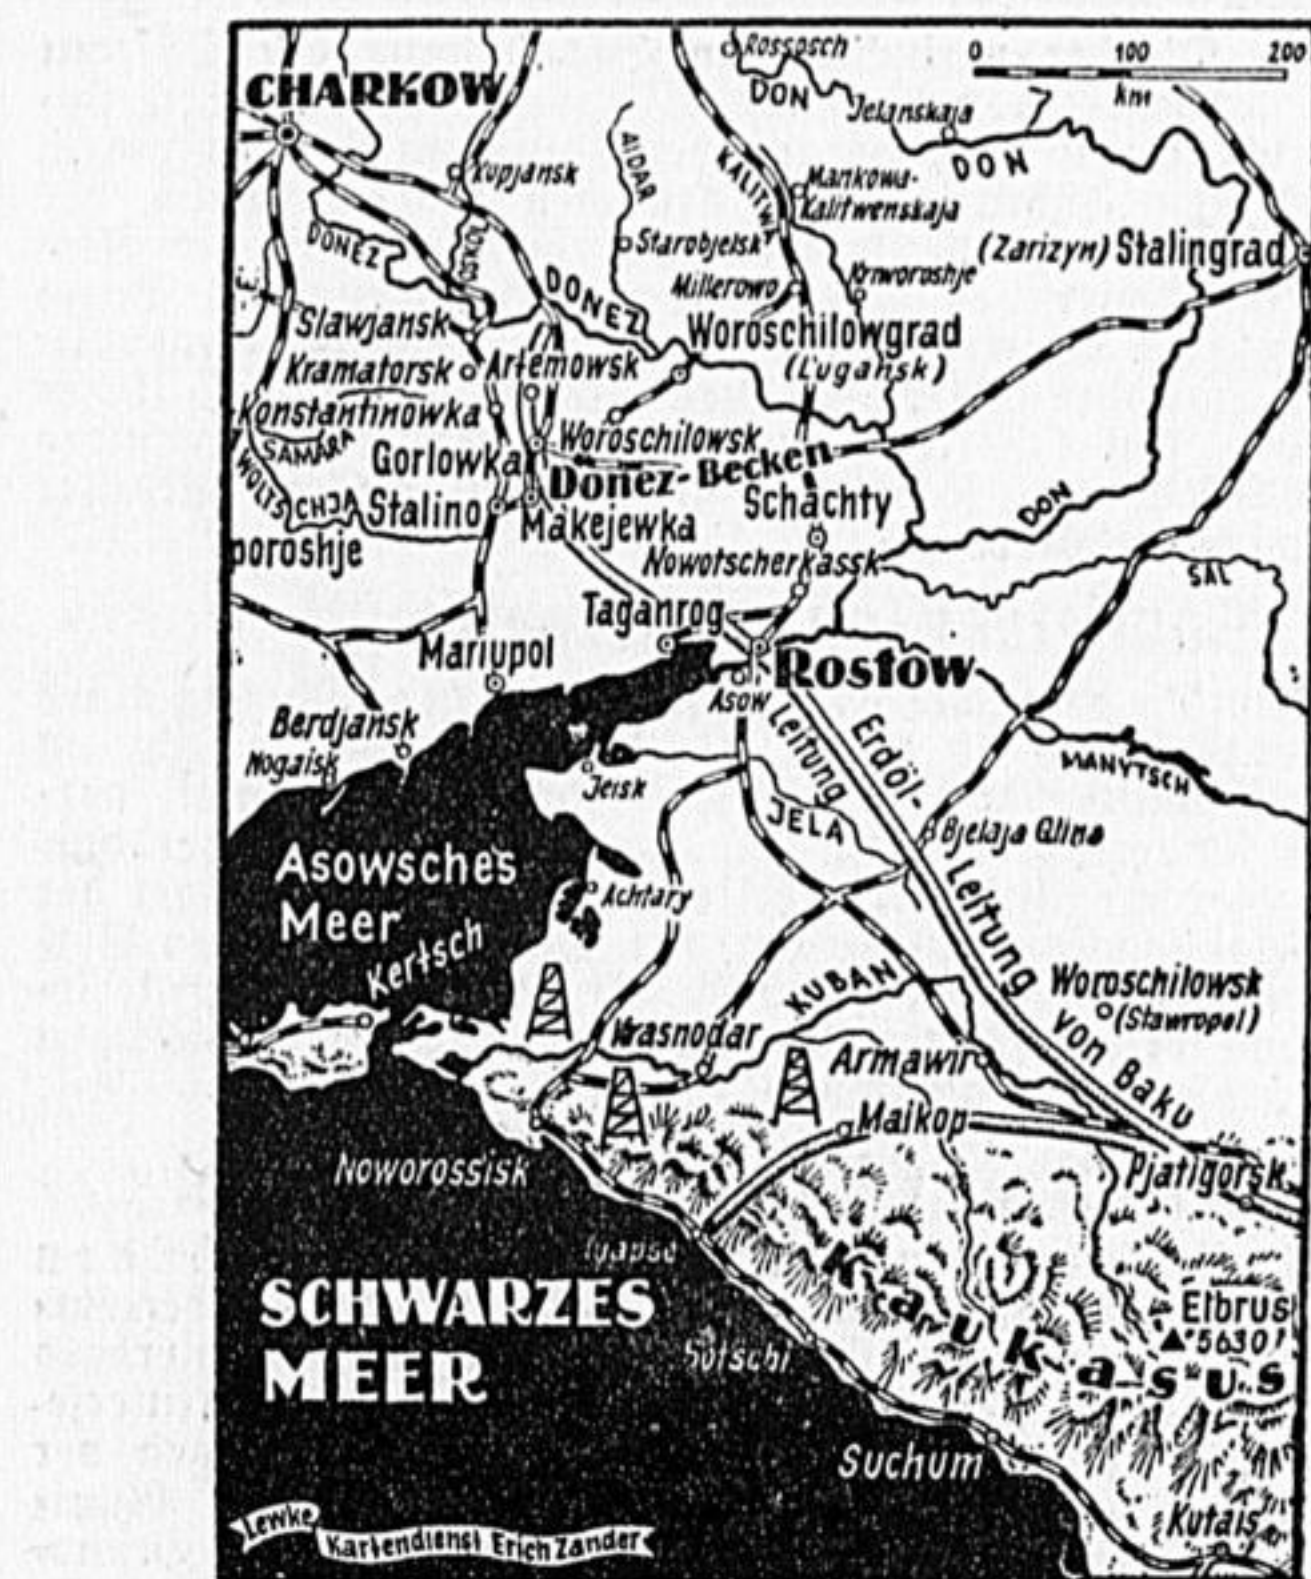 Rossosch
0 100 200
km
CHARKOW
DON
Jelanskaja
DON
AIDAR
KALITWA
Kupjansk
Mankowa-
Kalitwenskaja
DONEZ
OSKOL
Starobjelsk
(Zarizyn) Stalingrad
Millerowo
Krivoroshje
DONEZ
Slawjansk
Woroschilowgrad
(Lugansk)
Kramatorsk
Artemowsk
Konstantinowka
SAMARA
Woroschilowsk
Gorlowka
Donez-Becken
WOLTSCHJA
Stalino
Makejewka
Schachty
DON
poroshje
Nowotscherkassk
SAL
Taganrog
Mariupol
Rostow
Asow
Berdjansk
Nogaisk
Leitung
Erdöl-
Leitung
von Baku
MANYTSCH
Jeisk
JELA
Bjelaja Glina
Asowsches
Meer
Achtary
Kertsch
KUBAN
Woroschilowsk
(Stawropol)
Krasnodar
Armawir
Maikop
Noworossisk
Pjatigorsk
Tuapse
Kaukasus
Elbrus
5630
SCHWARZES
MEER
Sotschi
Suchum
Kutais
Lewke
Kartendienst Erich Zander